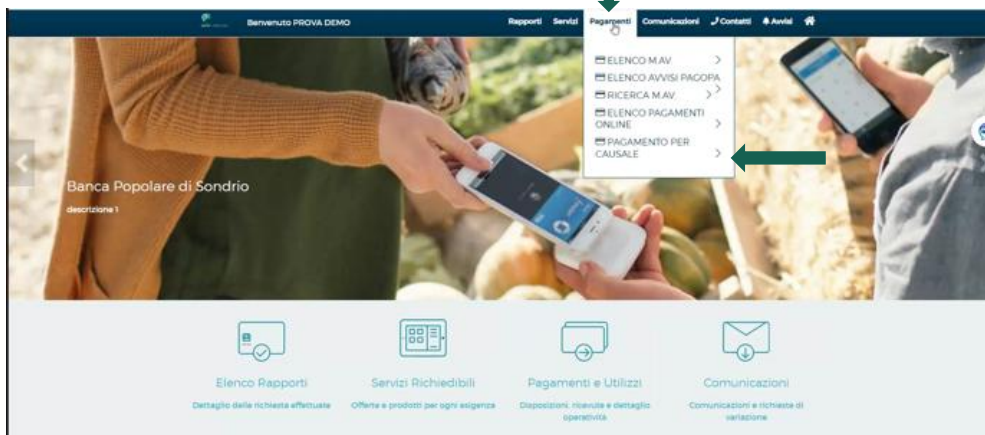 Benvenuto PROVA DEMO
Rapporti Servizi Pagamenti Comunicazioni Contatti Avvisi
ELENCO M.AV
ELENCO AVVISI PAGOPA
RICERCA M.AV.
ELENCO PAGAMENTI
ONLINE
PAGAMENTO PER
CAUSALE
Banca Popolare di Sondrio
descrizione 1
Elenco Rapporti
Dettaglio delle richieste effettuate
Servizi Richiedibili
Offerte e prodotti per ogni esigenza
Pagamenti e Utilizzi
Disposizioni, ricevute e dettaglio
operatività
Comunicazioni
Comunicazioni e richieste di
variazione